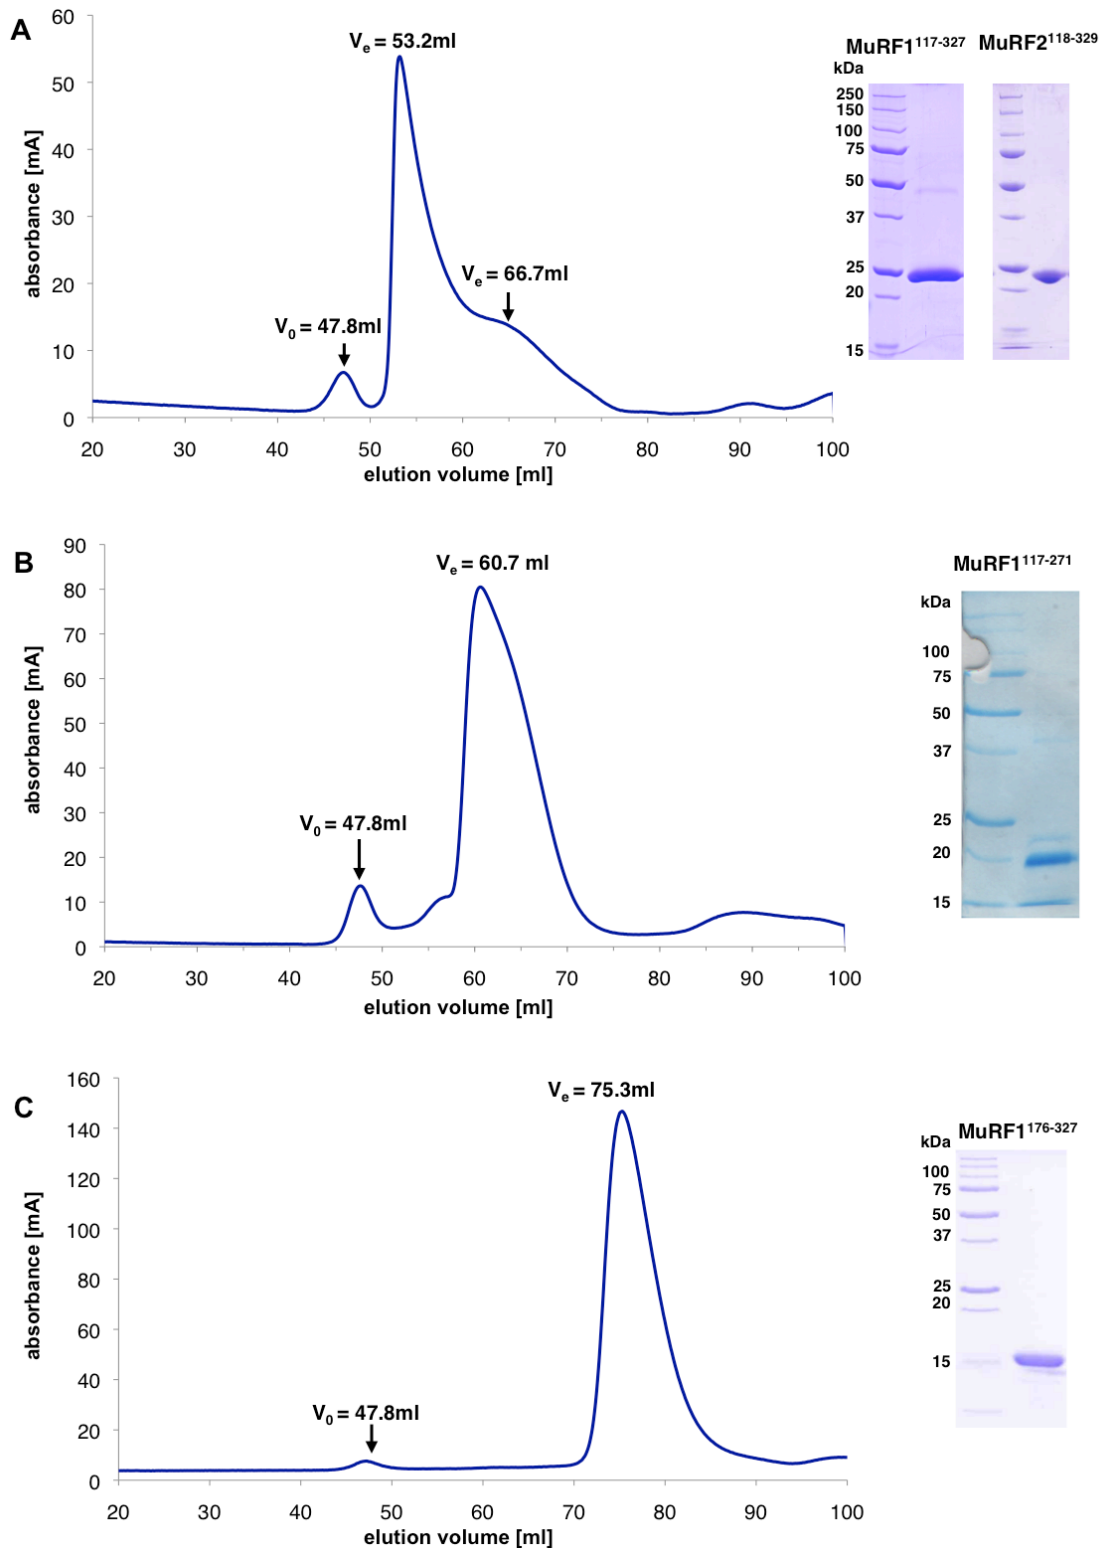 A
60
50
40
30
20
10
0
absorbance [mA]
Vₑ = 53.2ml
Vₑ = 66.7ml
V₀ = 47.8ml
20 30 40 50 60 70 80 90 100
elution volume [ml]
MuRF1¹¹⁷⁻³²⁷ MuRF2¹¹⁸⁻³²⁹
kDa
250
150
100
75
50
37
25
20
15
B
90
80
70
60
50
40
30
20
10
0
absorbance [mA]
Vₑ = 60.7 ml
V₀ = 47.8ml
20 30 40 50 60 70 80 90 100
elution volume [ml]
MuRF1¹¹⁷⁻²⁷¹
kDa
100
75
50
37
25
20
15
C
160
140
120
100
80
60
40
20
0
absorbance [mA]
Vₑ = 75.3ml
V₀ = 47.8ml
20 30 40 50 60 70 80 90 100
elution volume [ml]
MuRF1¹⁷⁶⁻³²⁷
kDa
100
75
50
37
25
20
15